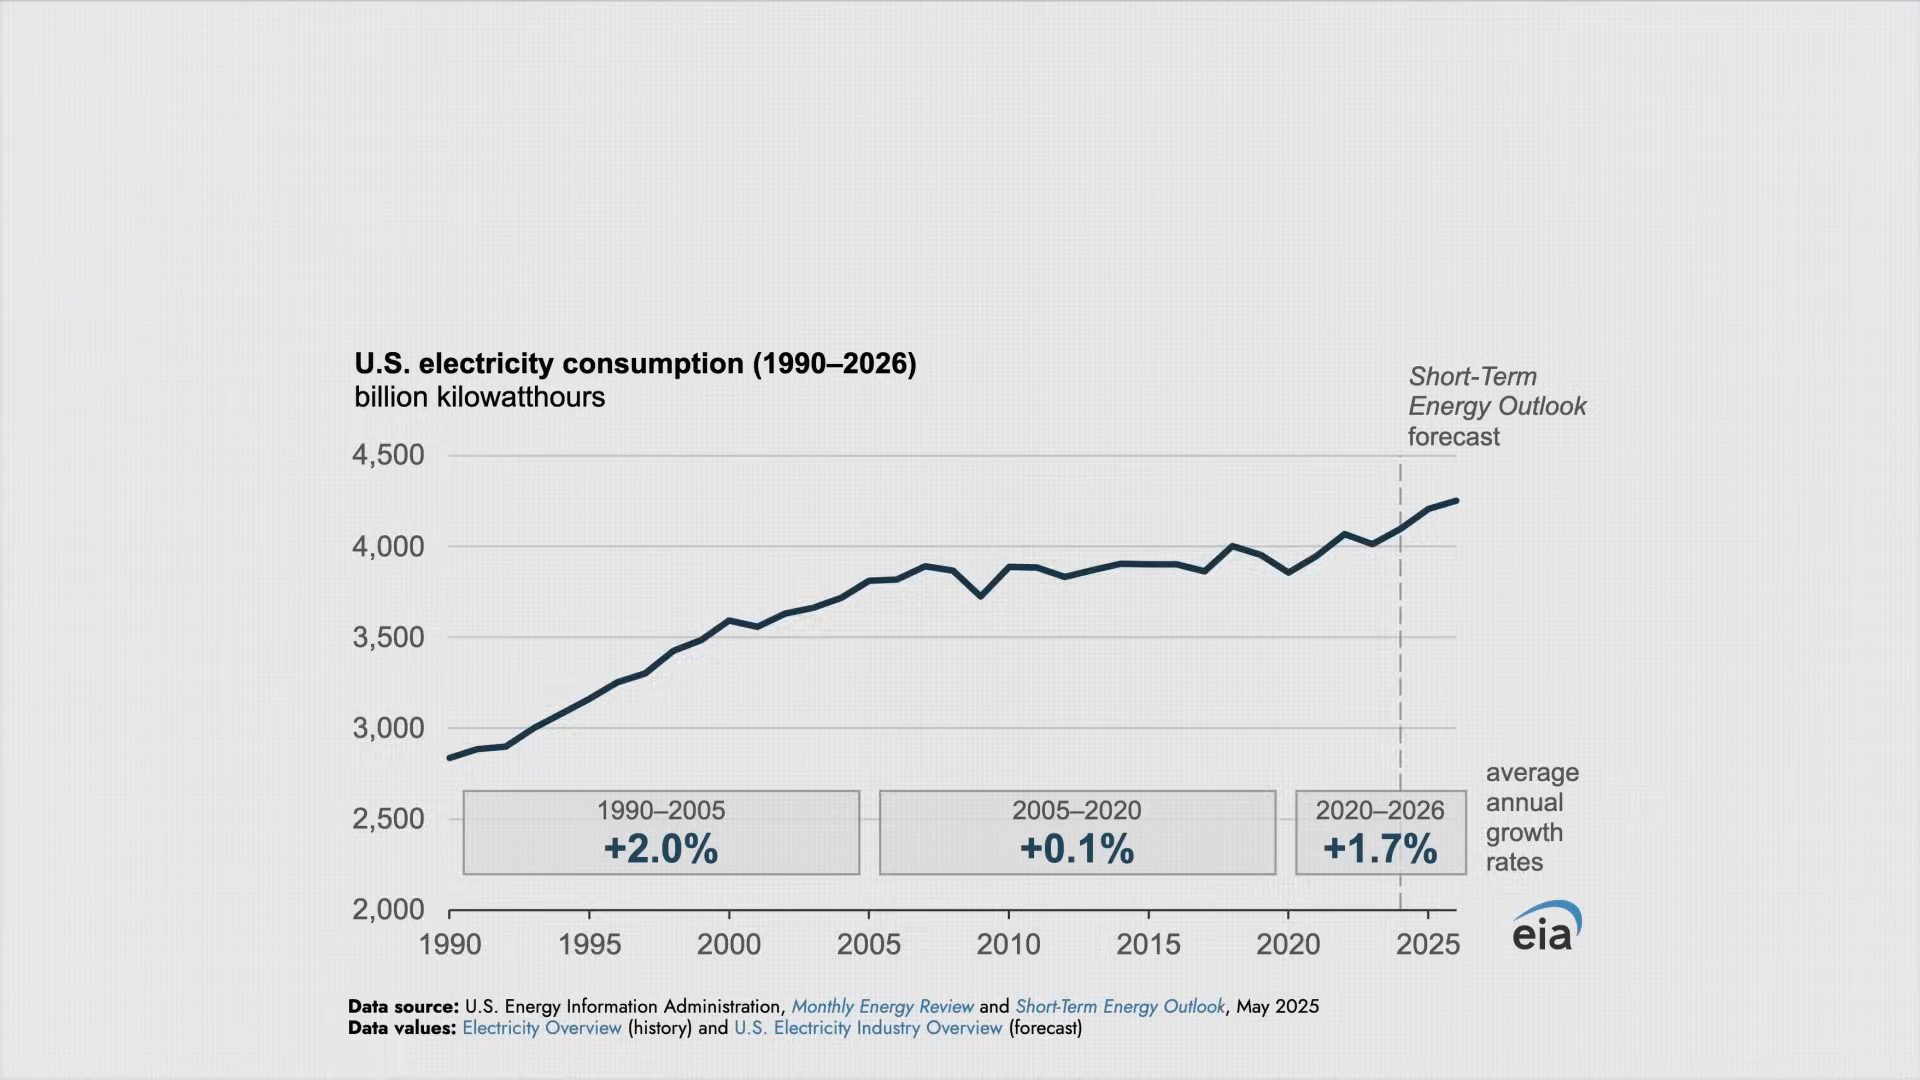 U.S. electricity consumption (1990–2026)
billion kilowatthours
Short-Term
Energy Outlook
forecast
4,500
4,000
3,500
3,000
2,500
2,000
1990–2005
+2.0%
2005–2020
+0.1%
2020–2026
+1.7%
average
annual
growth
rates
1990 1995 2000 2005 2010 2015 2020 2025
eia
Data source: U.S. Energy Information Administration, Monthly Energy Review and Short-Term Energy Outlook, May 2025
Data values: Electricity Overview (history) and U.S. Electricity Industry Overview (forecast)